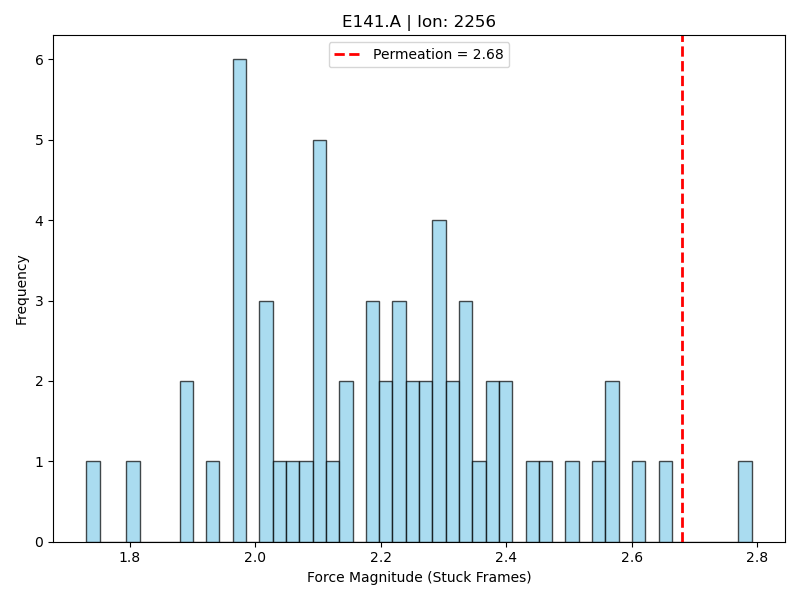 E141.A | Ion: 2256
Permeation = 2.68
Frequency
6
5
4
3
2
1
0
1.8 2.0 2.2 2.4 2.6 2.8
Force Magnitude (Stuck Frames)